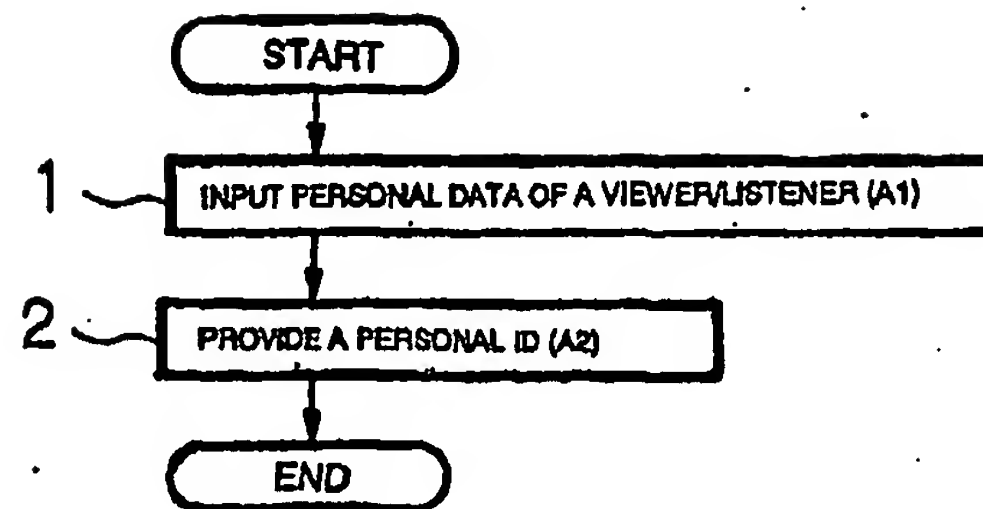 START
1 INPUT PERSONAL DATA OF A VIEWER/LISTENER (A1)
2 PROVIDE A PERSONAL ID (A2)
END